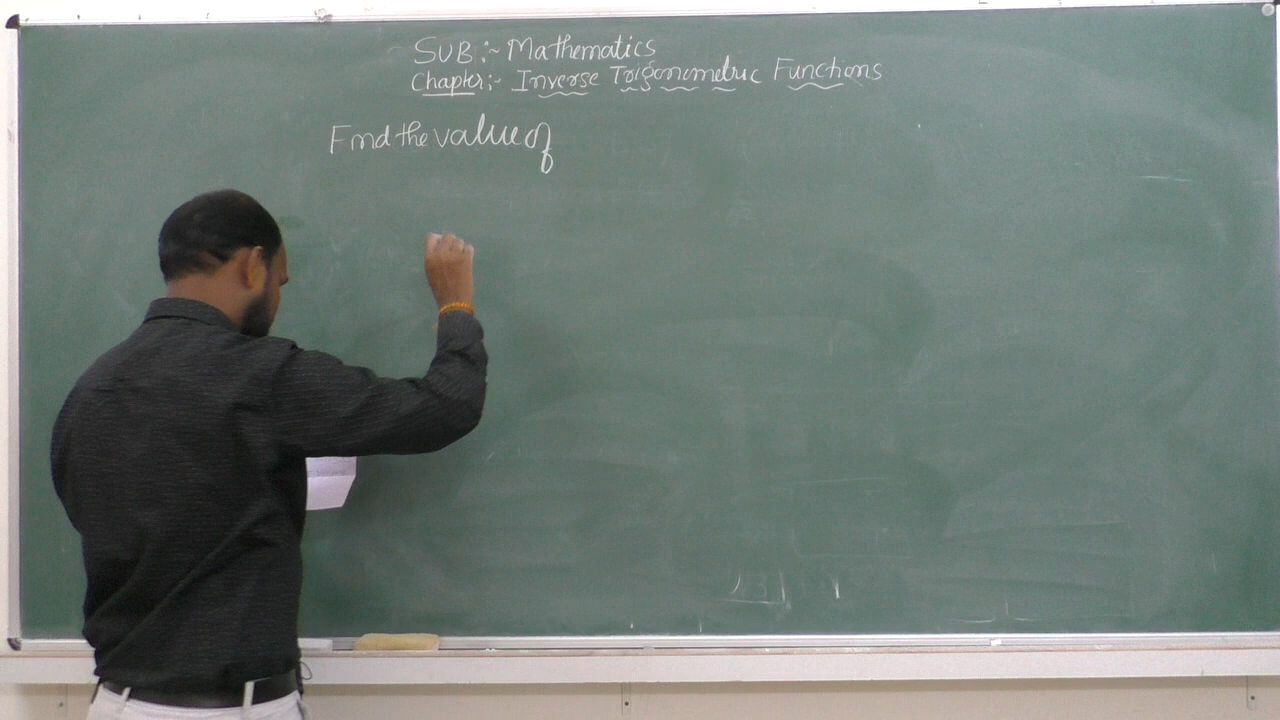 SUB :- Mathematics
Chapter :- Inverse Trigonometric Functions
Find the value of